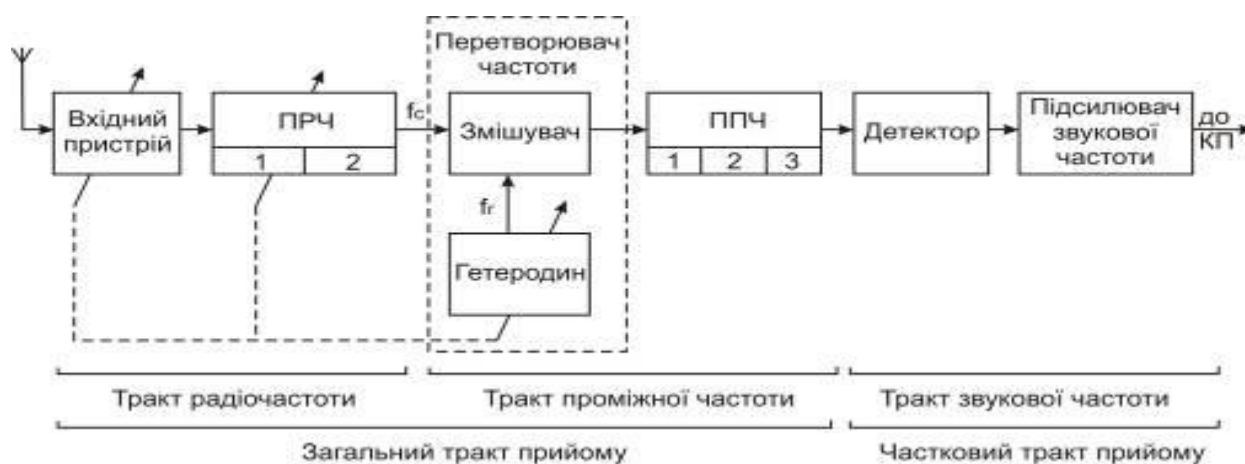 Перетворювач
частоти
Вхідний
пристрій
ПРЧ
1 2
fс
Змішувач
ППЧ
1 2 3
Детектор
Підсилювач
звукової
частоти
до
КП
fг
Гетеродин
Тракт радіочастоти
Тракт проміжної частоти
Тракт звукової частоти
Загальний тракт прийому
Частковий тракт прийому